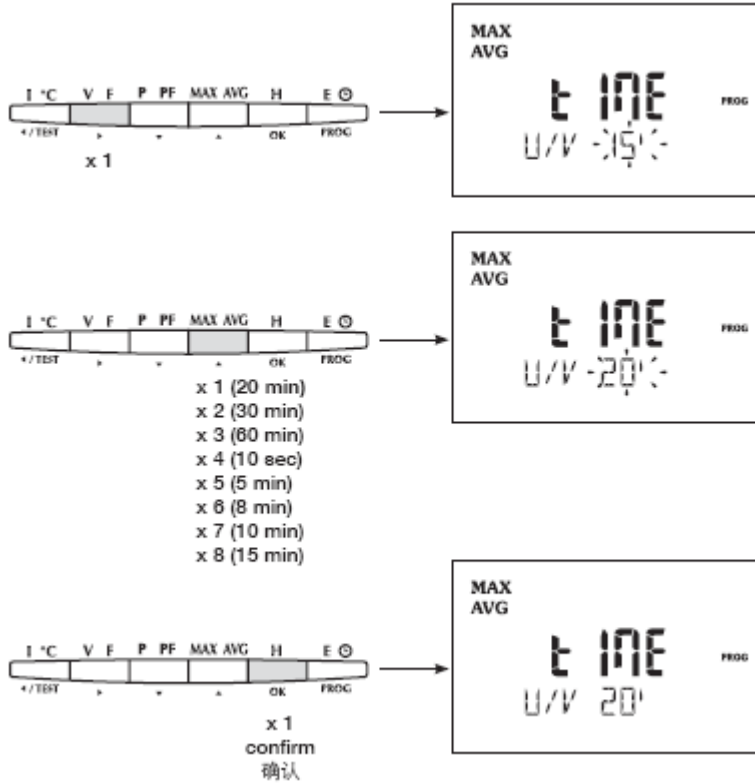 MAX
AVG
I °C V F P PF MAX AVG H E
t IME PROG
◂/TEST ▸ ▾ ▴ OK PROG
U/V 15'
x 1
MAX
AVG
I °C V F P PF MAX AVG H E
t IME PROG
◂/TEST ▸ ▾ ▴ OK PROG
U/V 20'
x 1 (20 min)
x 2 (30 min)
x 3 (60 min)
x 4 (10 sec)
x 5 (5 min)
x 6 (8 min)
x 7 (10 min)
x 8 (15 min)
MAX
AVG
I °C V F P PF MAX AVG H E
t IME PROG
◂/TEST ▸ ▾ ▴ OK PROG
U/V 20'
x 1
confirm
确认